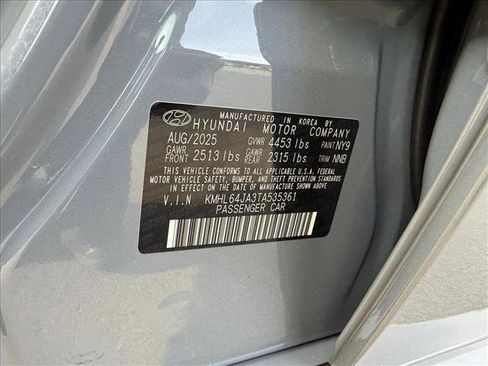 MANUFACTURED IN KOREA BY
HYUNDAI MOTOR COMPANY
AUG/2025 GVWR 4453 lbs PAINT NY9
GAWR FRONT 2513 lbs GAWR REAR 2315 lbs TRIM NNB
THIS VEHICLE CONFORMS TO ALL APPLICABLE U.S.A. FEDERAL
MOTOR VEHICLE SAFETY, BUMPER, AND THEFT PREVENTION
STANDARDS IN EFFECT ON THE DATE OF MANUFACTURE SHOWN ABOVE.
V.I.N KMHL64JA3TA535361
PASSENGER CAR